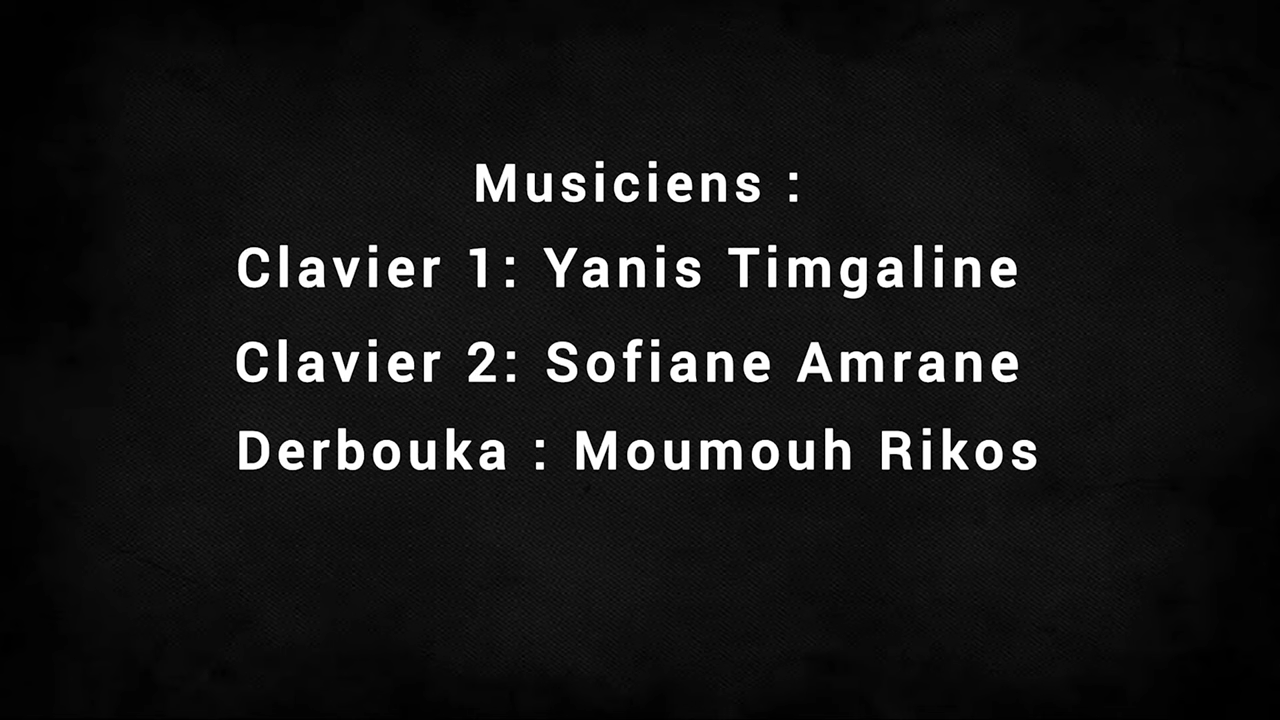 Musiciens :
Clavier 1: Yanis Timgaline
Clavier 2: Sofiane Amrane
Derbouka : Moumouh Rikos